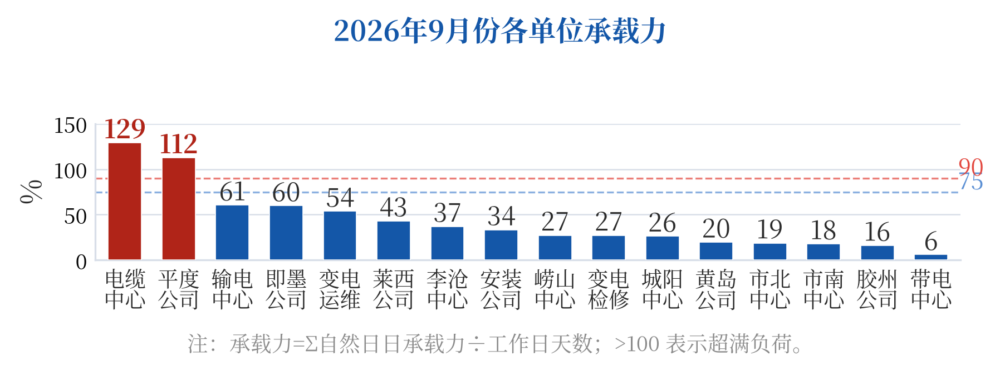 2026年9月份各单位承载力
%
150
100
50
0
129
112
61
60
54
43
37
34
27
27
26
20
19
18
16
6
90
75
电缆中心
平度公司
输电中心
即墨公司
变电运维
莱西公司
李沧中心
安装公司
崂山中心
变电检修
城阳中心
黄岛公司
市北中心
市南中心
胶州公司
带电中心
注：承载力=Σ自然日日承载力÷工作日天数；>100 表示超满负荷。